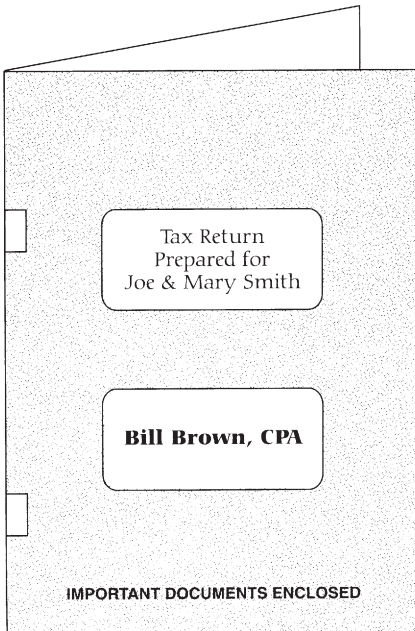 Tax Return
Prepared for
Joe & Mary Smith
Bill Brown, CPA
IMPORTANT DOCUMENTS ENCLOSED